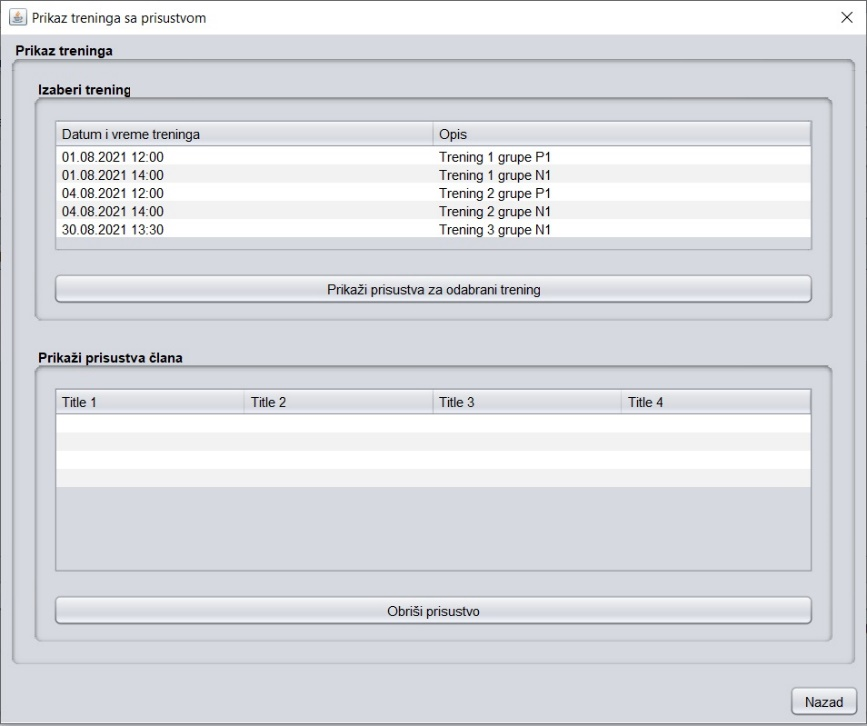 Prikaz treninga sa prisustvom
Prikaz treninga
Izaberi trening
Datum i vreme treninga Opis
01.08.2021 12:00 Trening 1 grupe P1
01.08.2021 14:00 Trening 1 grupe N1
04.08.2021 12:00 Trening 2 grupe P1
04.08.2021 14:00 Trening 2 grupe N1
30.08.2021 13:30 Trening 3 grupe N1
Prikaži prisustva za odabrani trening
Prikaži prisustva člana
Title 1 Title 2 Title 3 Title 4
Obriši prisustvo
Nazad